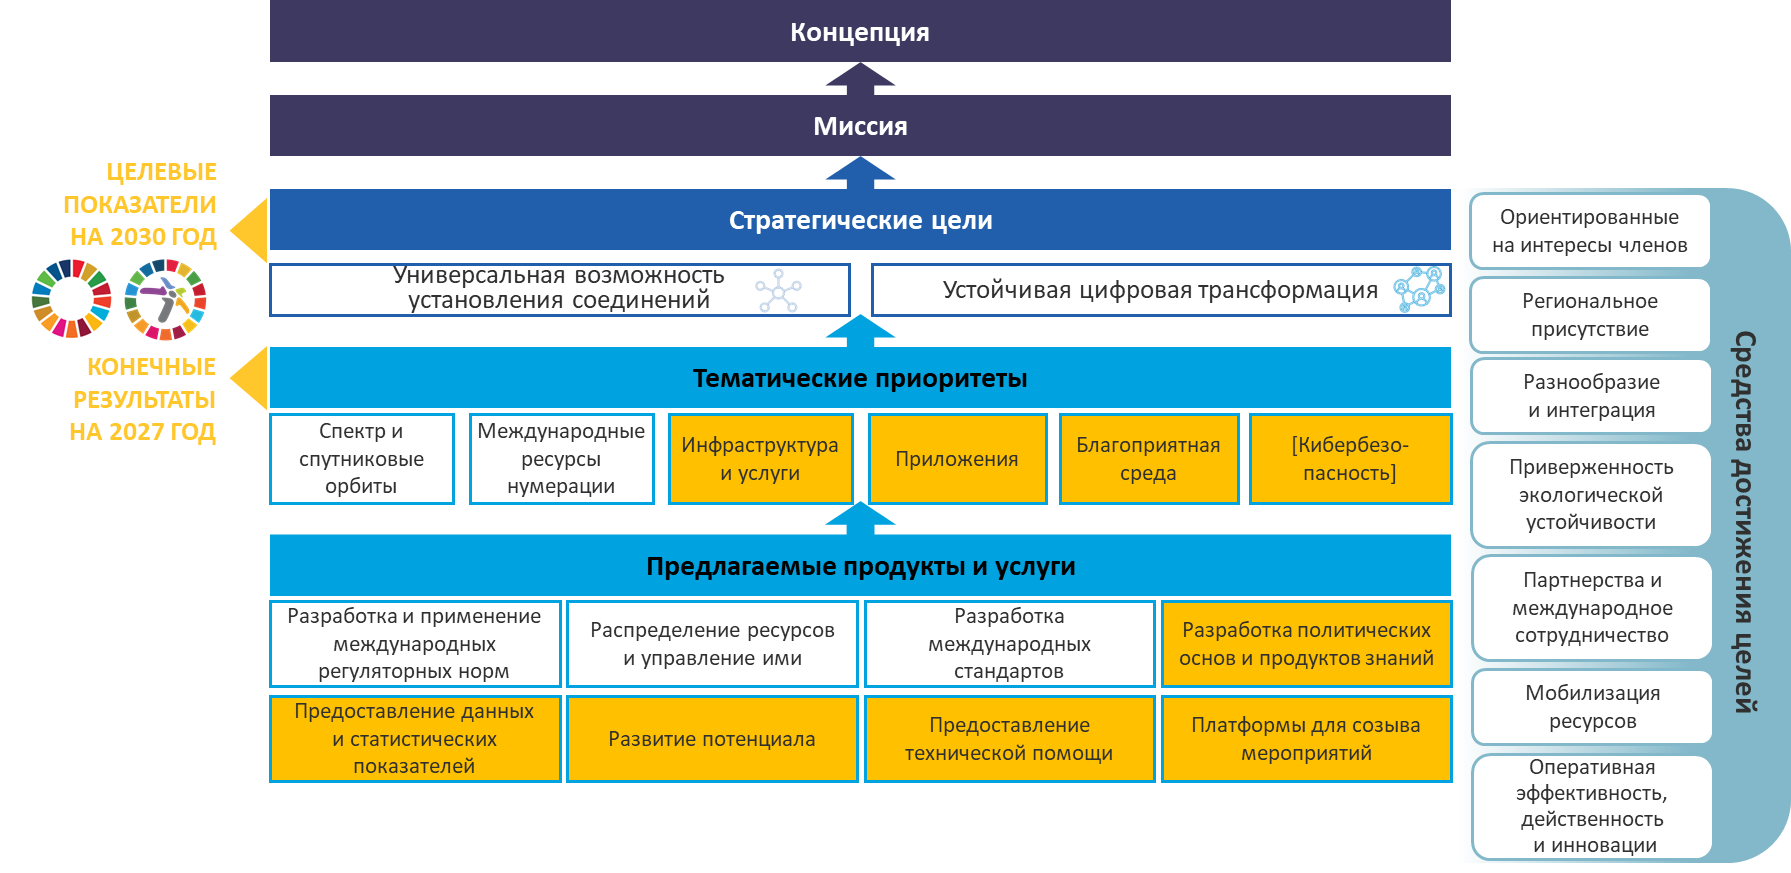 Концепция
Миссия
ЦЕЛЕВЫЕ
ПОКАЗАТЕЛИ
НА 2030 ГОД
Стратегические цели
Универсальная возможность
установления соединений
Устойчивая цифровая трансформация
КОНЕЧНЫЕ
РЕЗУЛЬТАТЫ
НА 2027 ГОД
Тематические приоритеты
Спектр и
спутниковые
орбиты
Международные
ресурсы
нумерации
Инфраструктура
и услуги
Приложения
Благоприятная
среда
[Кибербезо-
пасность]
Предлагаемые продукты и услуги
Разработка и применение
международных
регуляторных норм
Распределение ресурсов
и управление ими
Разработка
международных
стандартов
Разработка политических
основ и продуктов знаний
Предоставление данных
и статистических
показателей
Развитие потенциала
Предоставление
технической помощи
Платформы для созыва
мероприятий
Средства достижения целей
Ориентированные
на интересы членов
Региональное
присутствие
Разнообразие
и интеграция
Приверженность
экологической
устойчивости
Партнерства и
международное
сотрудничество
Мобилизация
ресурсов
Оперативная
эффективность,
действенность
и инновации